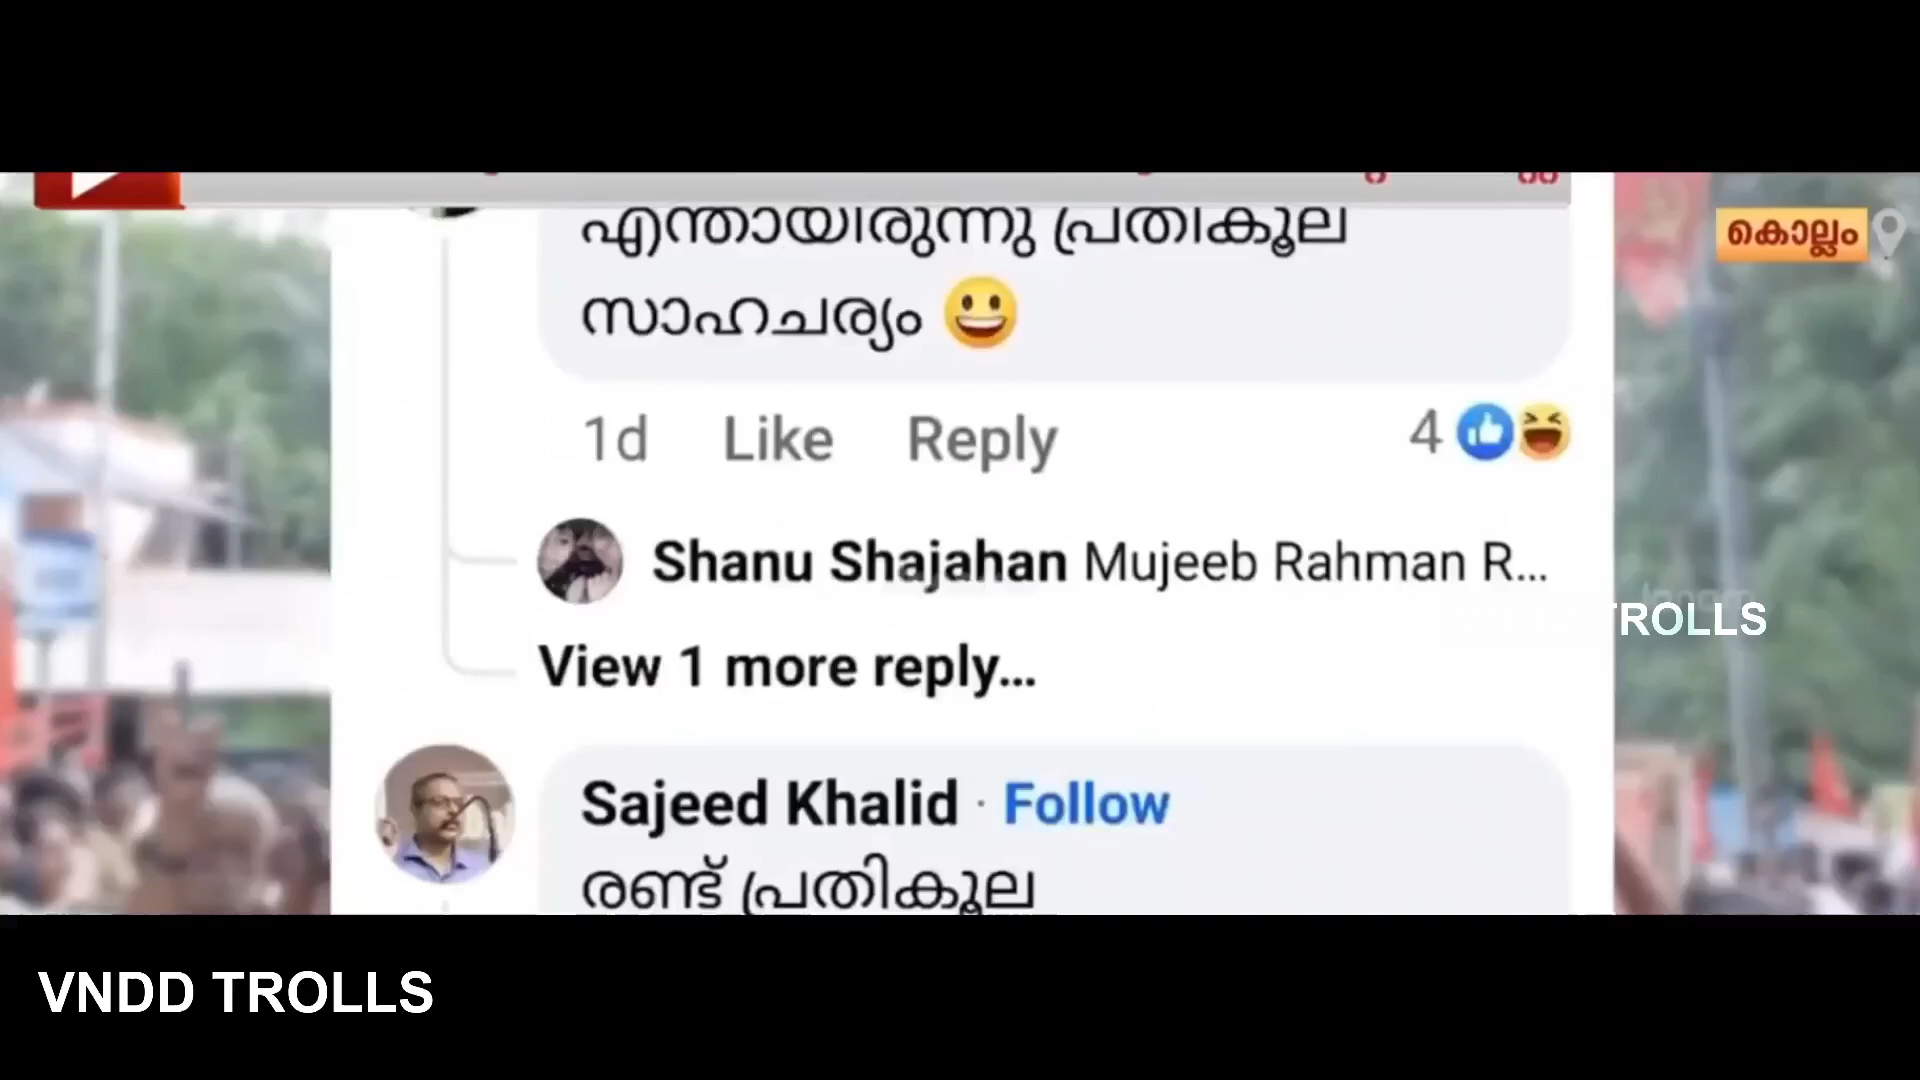 എന്തായിരുന്നു പ്രതികൂല
സാഹചര്യം 😀
കൊല്ലം
1d Like Reply 4
Shanu Shajahan Mujeeb Rahman R...
TROLLS
View 1 more reply...
Sajeed Khalid · Follow
രണ്ട് പ്രതികൂല
VNDD TROLLS